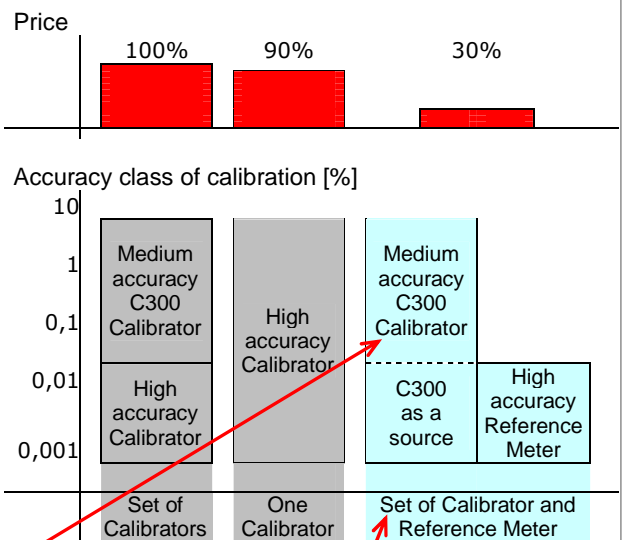 Price
100%
90%
30%
Accuracy class of calibration [%]
10
1
0,1
0,01
0,001
Medium
accuracy
C300
Calibrator
High
accuracy
Calibrator
High
accuracy
Calibrator
Medium
accuracy
C300
Calibrator
C300
as a
source
High
accuracy
Reference
Meter
Set of
Calibrators
One
Calibrator
Set of Calibrator and
Reference Meter